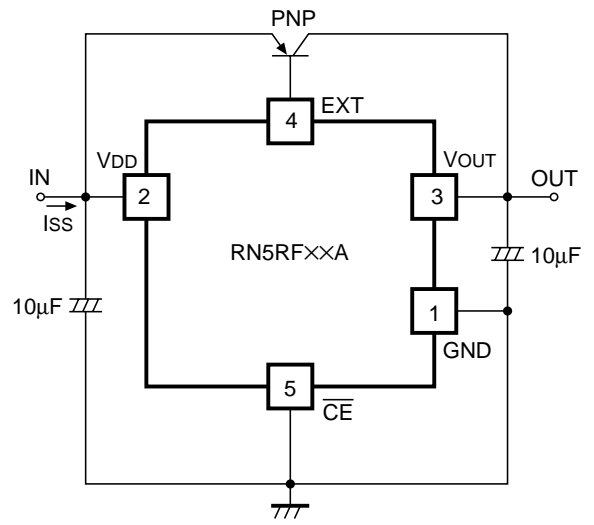 PNP
4
EXT
VDD
VOUT
IN
2
3
OUT
ISS
RN5RF××A
10μF
10μF
1
GND
5
CE